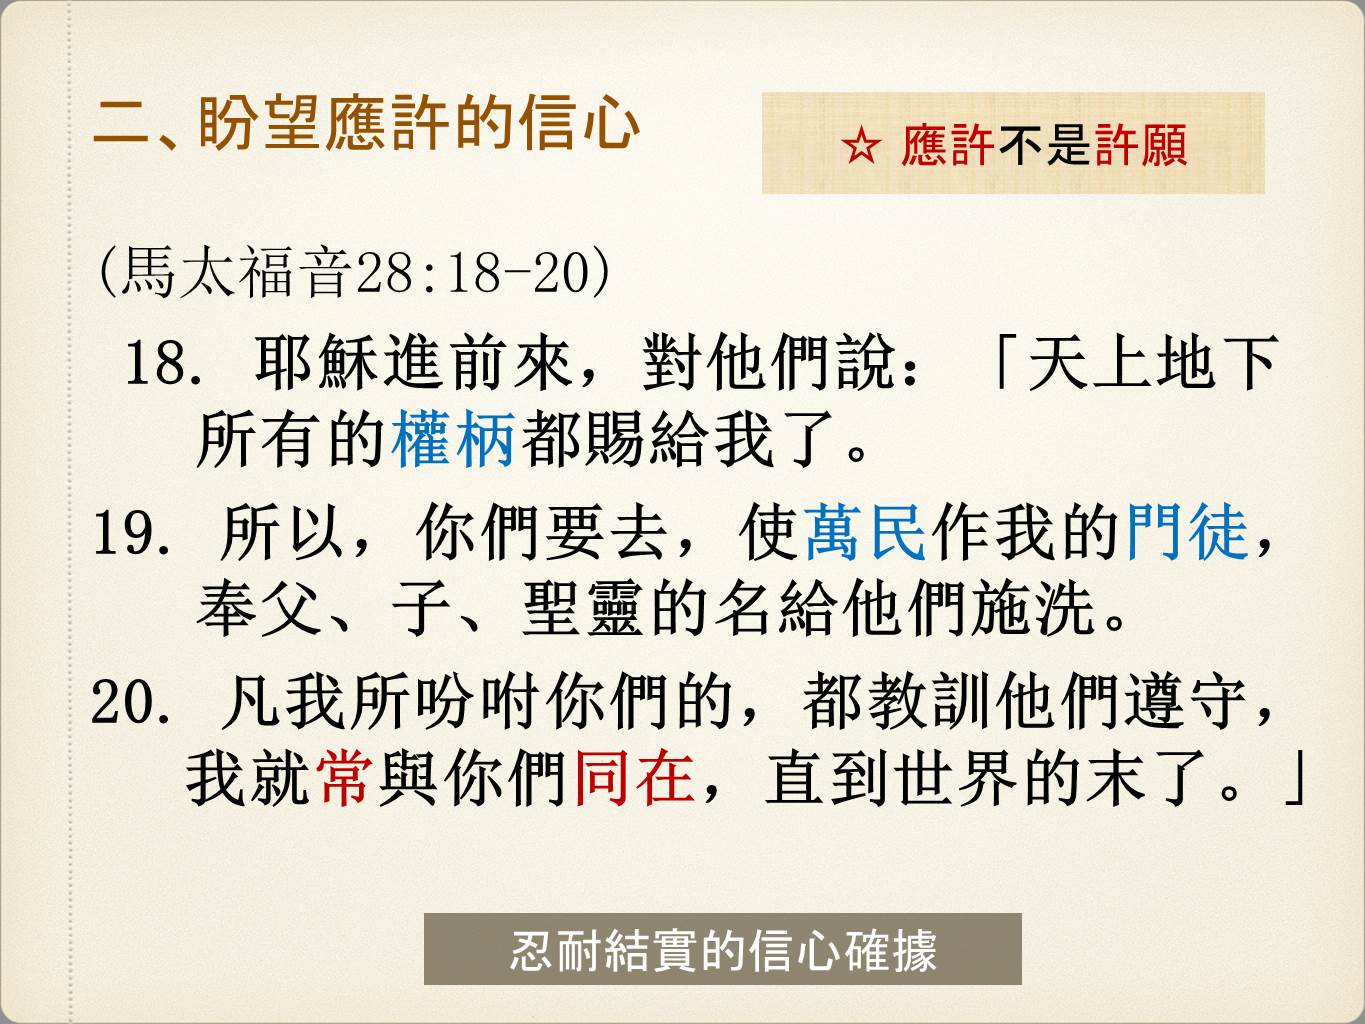 二、盼望應許的信心
☆ 應許不是許願
(馬太福音28:18-20)
18. 耶穌進前來，對他們說：「天上地下
所有的權柄都賜給我了。
19. 所以，你們要去，使萬民作我的門徒，
奉父、子、聖靈的名給他們施洗。
20. 凡我所吩咐你們的，都教訓他們遵守，
我就常與你們同在，直到世界的末了。」
忍耐結實的信心確據